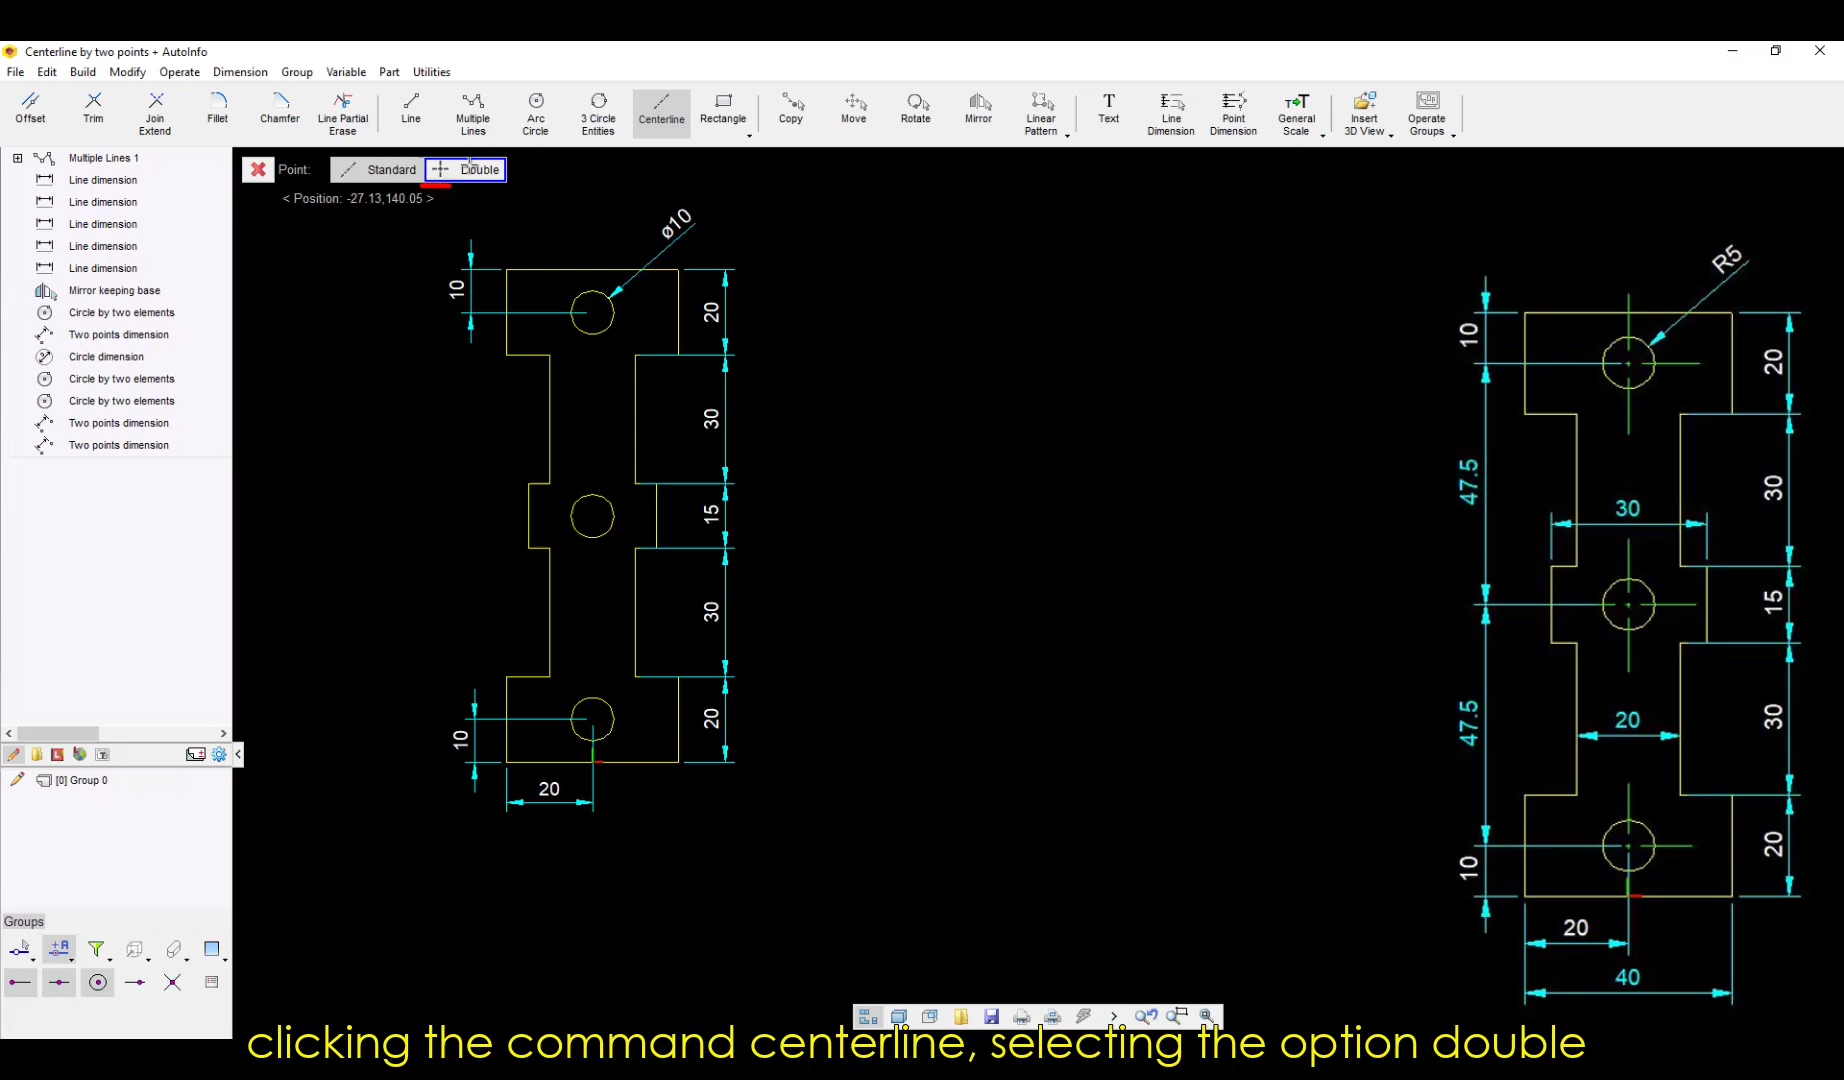 Centerline by two points + AutoInfo
File Edit Build Modify Operate Dimension Group Variable Part Utilities
Offset Trim Join Extend Fillet Chamfer Line Partial Erase Line Multiple Lines Arc Circle 3 Circle Entities Centerline Rectangle Copy Move Rotate Mirror Linear Pattern Text Line Dimension Point Dimension General Scale Insert 3D View Operate Groups
Point: Standard Double
< Position: -27.13,140.05 >
Multiple Lines 1
Line dimension
Line dimension
Line dimension
Line dimension
Line dimension
Mirror keeping base
Circle by two elements
Two points dimension
Circle dimension
Circle by two elements
Circle by two elements
Two points dimension
Two points dimension
[0] Group 0
Groups
ø10
10
20
30
15
30
20
10
20
R5
10
20
47.5
30
30
15
47.5
20
30
10
20
20
40
clicking the command centerline, selecting the option double